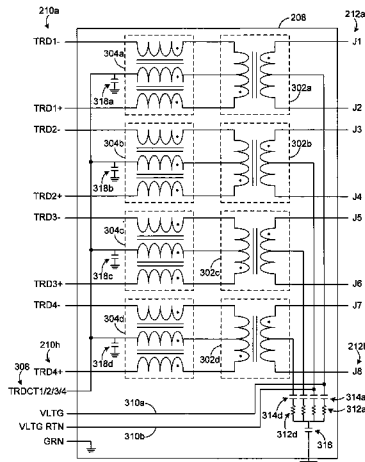 210a
208
212a
TRD1-
304a
J1
318a
302a
TRD1+
J2
TRD2-
304b
J3
318b
302b
TRD2+
J4
TRD3-
304c
J5
318c
302c
TRD3+
J6
TRD4-
304d
J7
210h
318d
302d
212h
TRD4+
J8
306
TRDCT1/2/3/4
310a
314a
VLTG
314d
312a
VLTG RTN
310b
312d
316
GRN